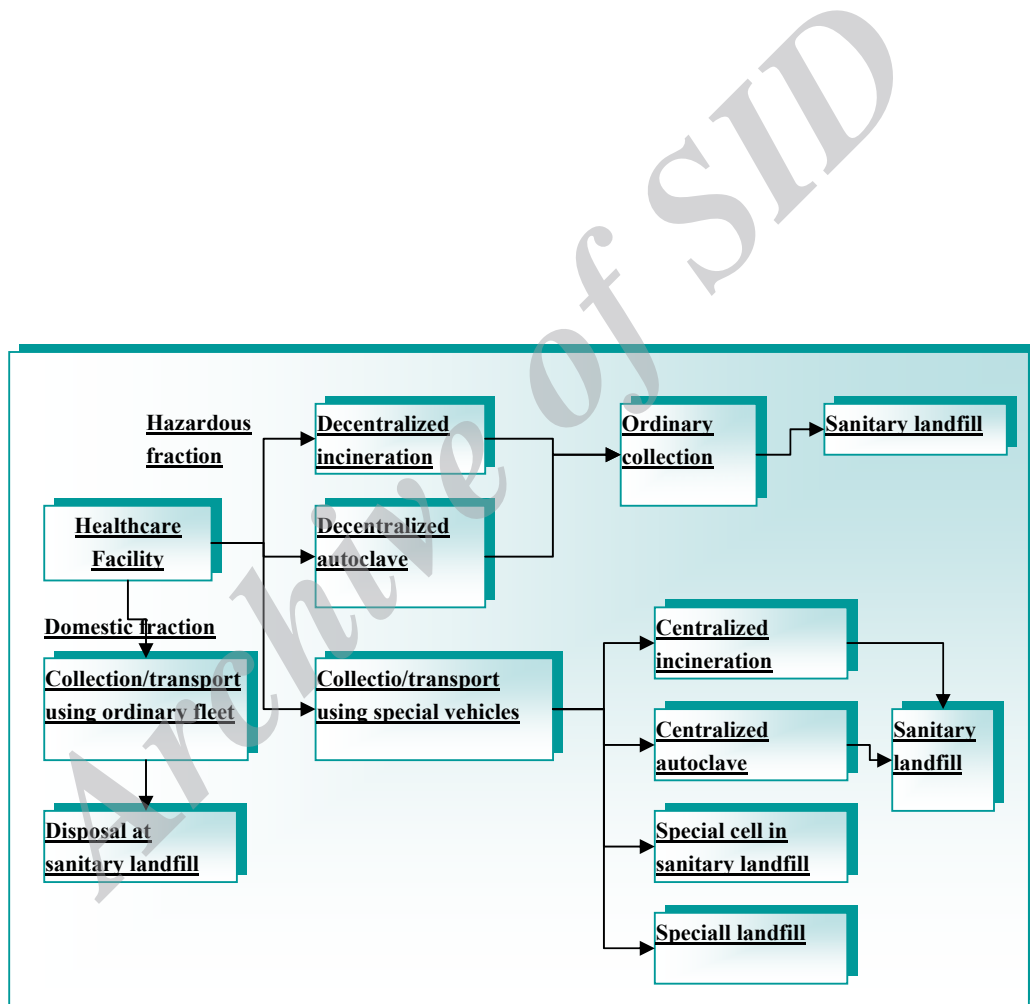 Hazardous
fraction
Decentralized
incineration
Ordinary
collection
Sanitary landfill
Healthcare
Facility
Decentralized
autoclave
Domestic fraction
Collection/transport
using ordinary fleet
Collectio/transport
using special vehicles
Centralized
incineration
Centralized
autoclave
Sanitary
landfill
Disposal at
sanitary landfill
Special cell in
sanitary landfill
Speciall landfill
Archive of SID